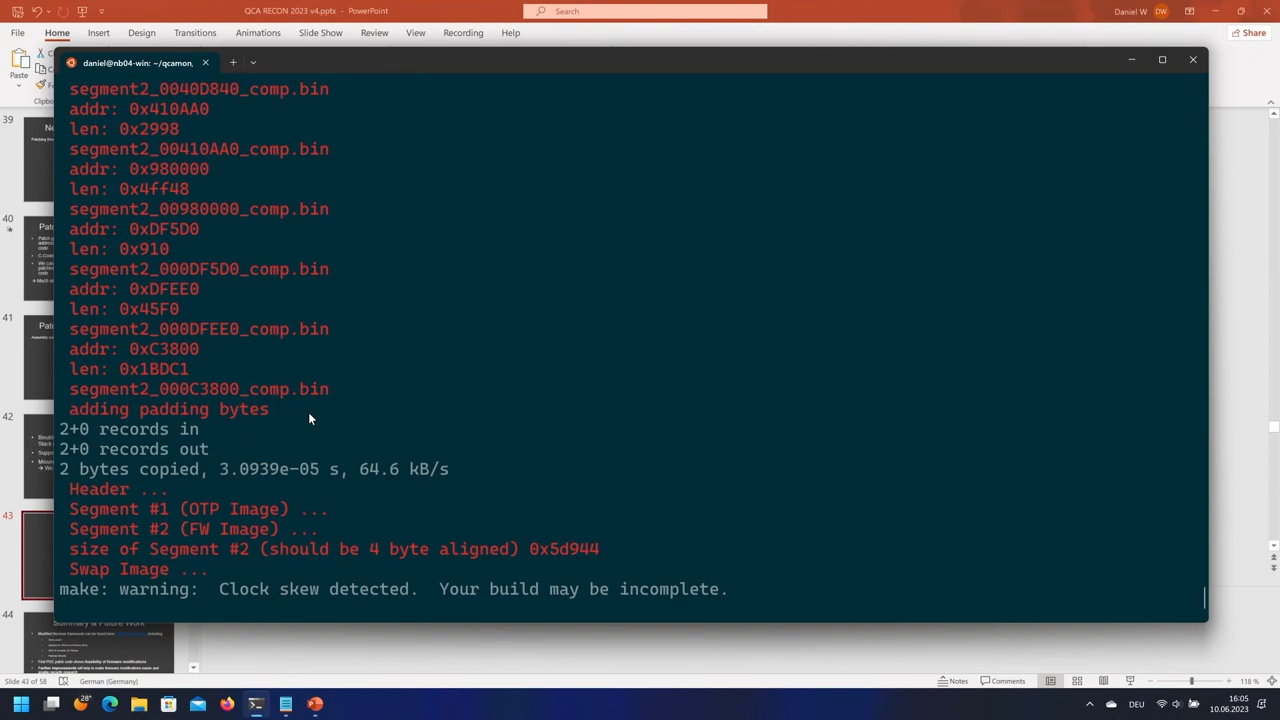 QCA RECON 2023 v4.pptx - PowerPoint
Search
Daniel W
DW
File
Home
Insert
Design
Transitions
Animations
Slide Show
Review
View
Recording
Help
Share
Paste
Clipboard
daniel@nb04-win: ~/qcamon,
segment2_0040D840_comp.bin
addr: 0x410AA0
len: 0x2998
segment2_00410AA0_comp.bin
addr: 0x980000
len: 0x4ff48
segment2_00980000_comp.bin
addr: 0xDF5D0
len: 0x910
segment2_000DF5D0_comp.bin
addr: 0xDFEE0
len: 0x45F0
segment2_000DFEE0_comp.bin
addr: 0xC3800
len: 0x1BDC1
segment2_000C3800_comp.bin
adding padding bytes
2+0 records in
2+0 records out
2 bytes copied, 3.0939e-05 s, 64.6 kB/s
Header ...
Segment #1 (OTP Image) ...
Segment #2 (FW Image) ...
size of Segment #2 (should be 4 byte aligned) 0x5d944
Swap Image ...
make: warning:  Clock skew detected.  Your build may be incomplete.
39
40
41
42
43
44
Summary & Future Work
Slide 43 of 58
German (Germany)
Notes
Comments
118 %
28°
DEU
16:05
10.06.2023